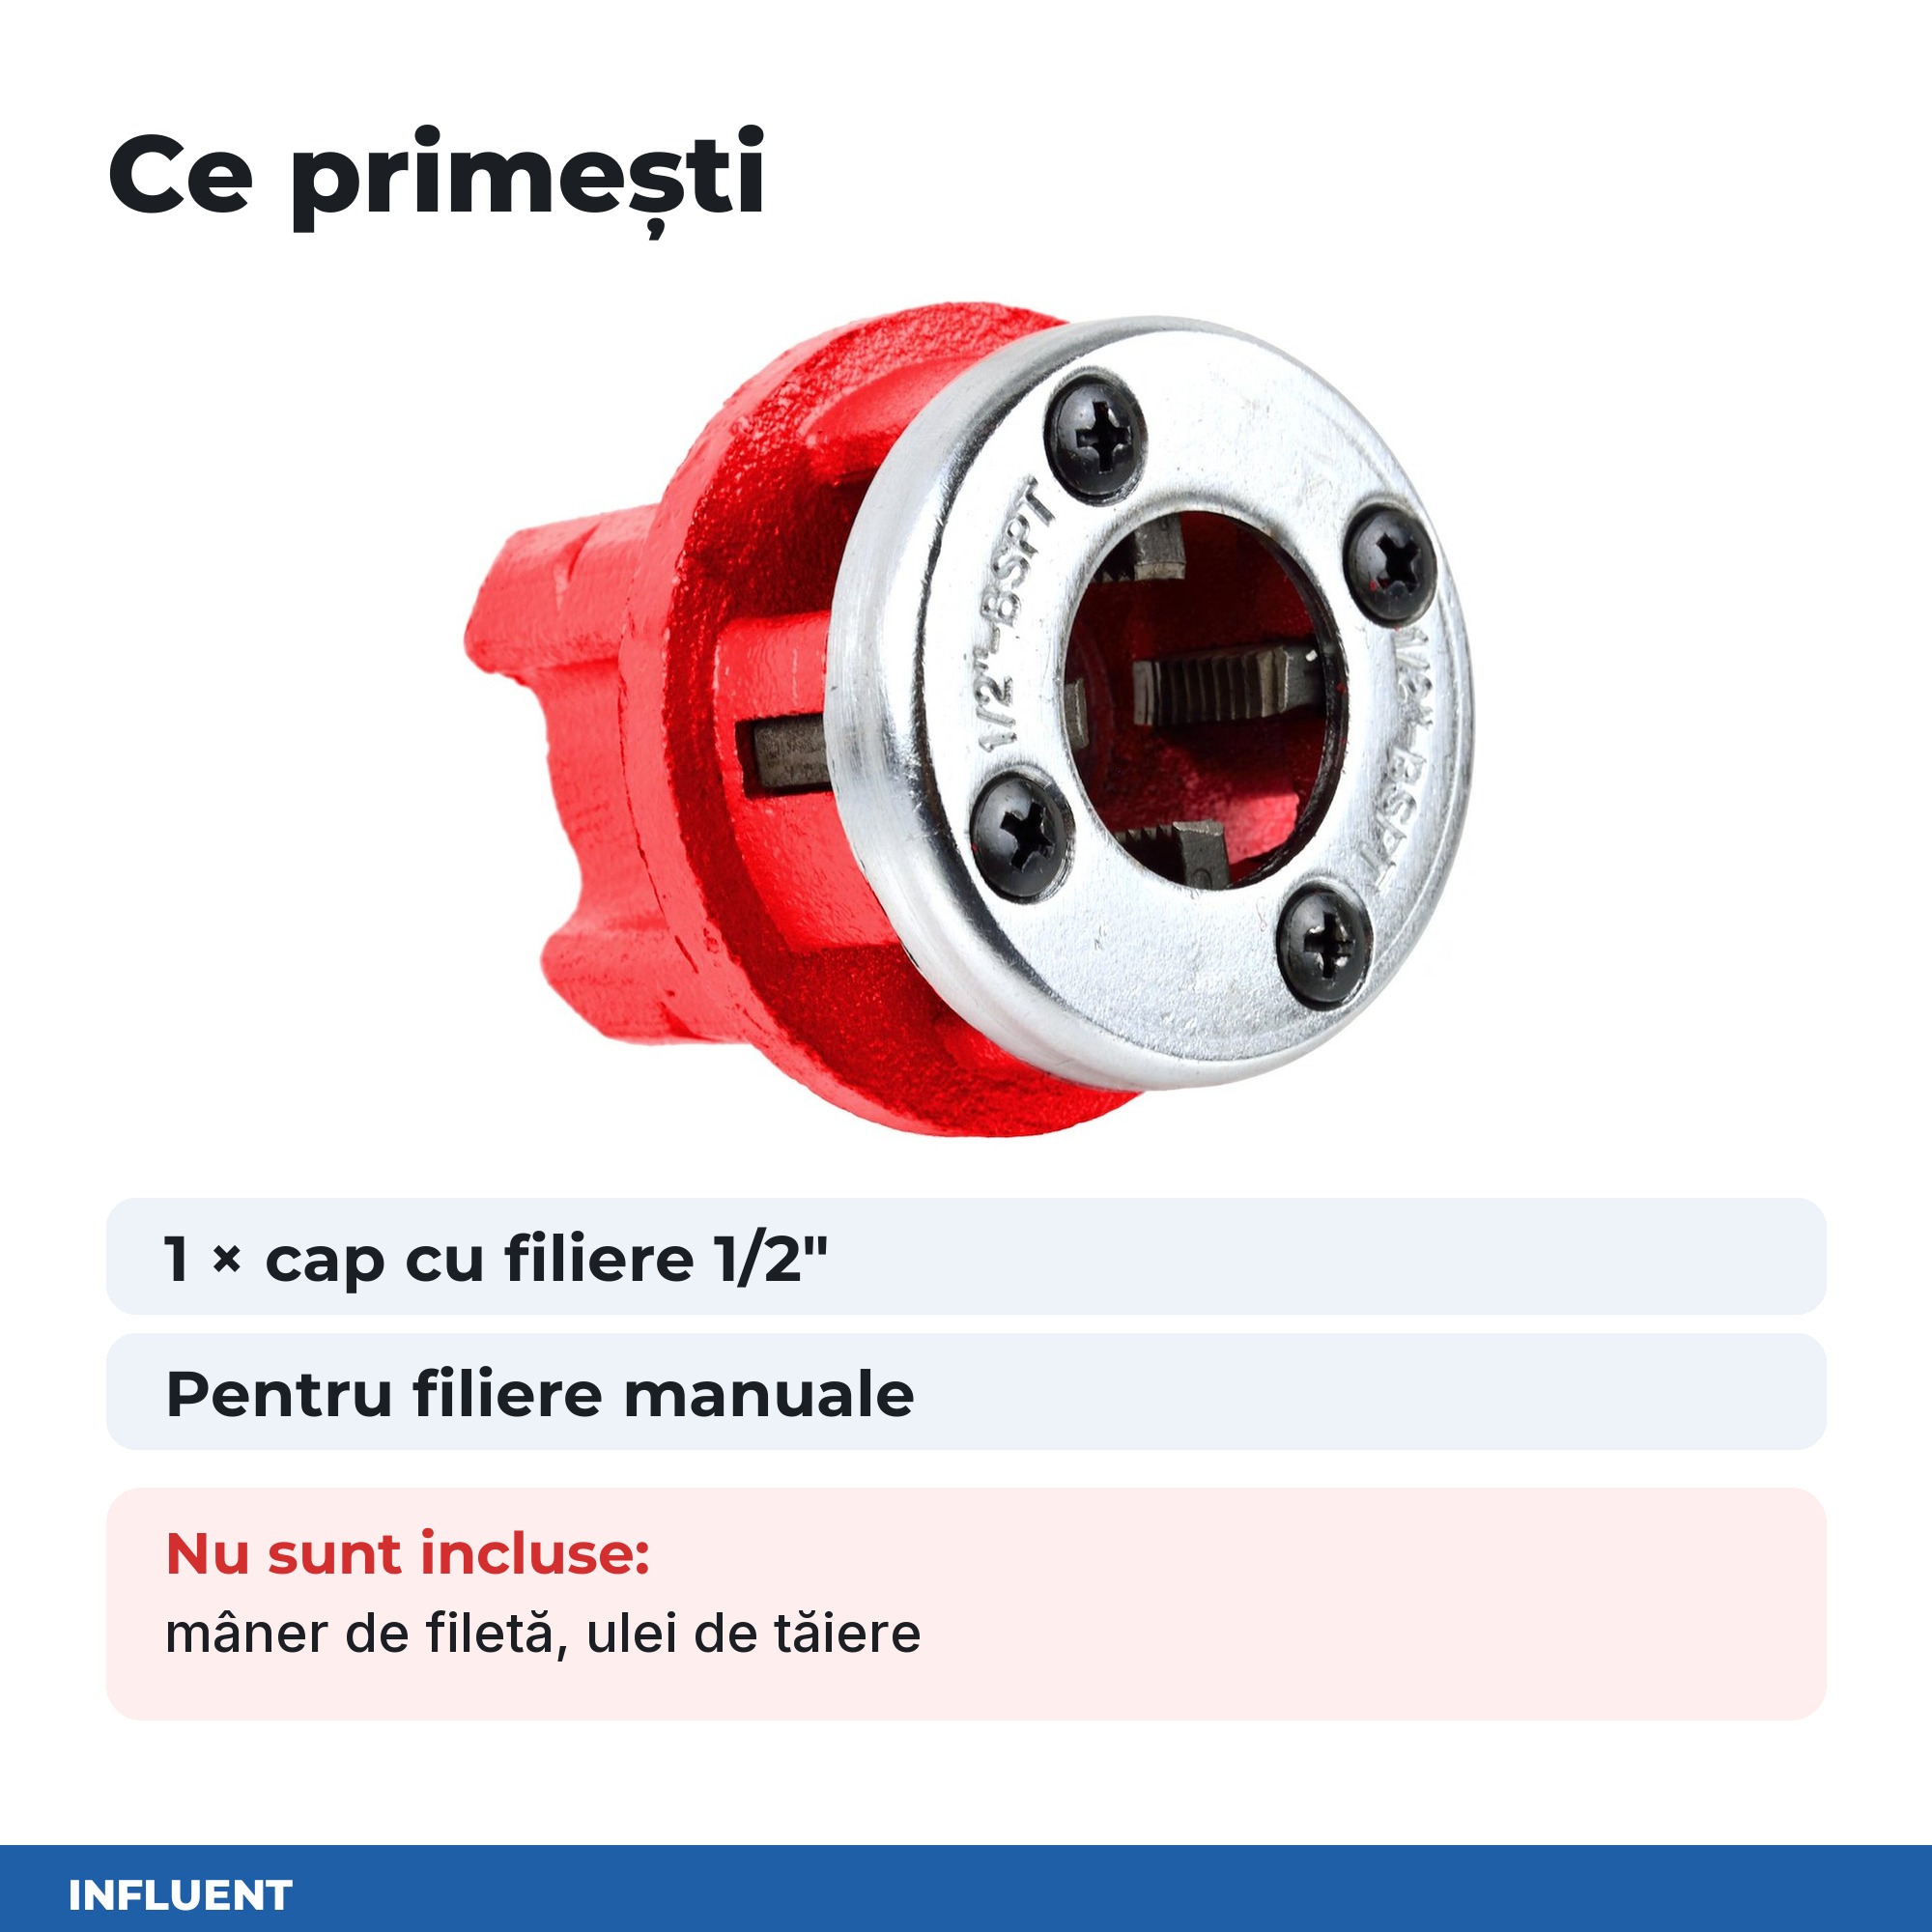 Ce primești
1/2"-BSPT
1/2" BSPT
1 × cap cu filiere 1/2"
Pentru filiere manuale
Nu sunt incluse:
mâner de filetă, ulei de tăiere
INFLUENT